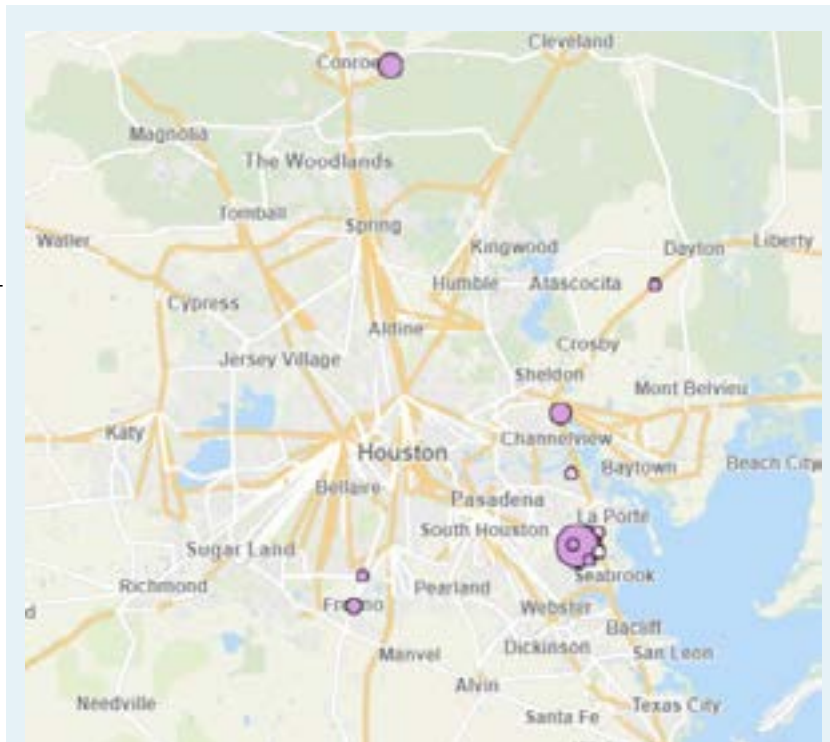 Cleveland
Conroe
Magnolia
The Woodlands
Tomball
Spring
Waller
Kingwood
Dayton
Liberty
Humble
Atascocita
Cypress
Aldine
Crosby
Jersey Village
Sheldon
Mont Belvieu
Katy
Channelview
Houston
Baytown
Beach City
Bellaire
Pasadena
La Porte
South Houston
Sugar Land
Seabrook
Richmond
Pearland
Fresno
Webster
Bacliff
Manvel
Dickinson
San Leon
Alvin
Needville
Texas City
Santa Fe